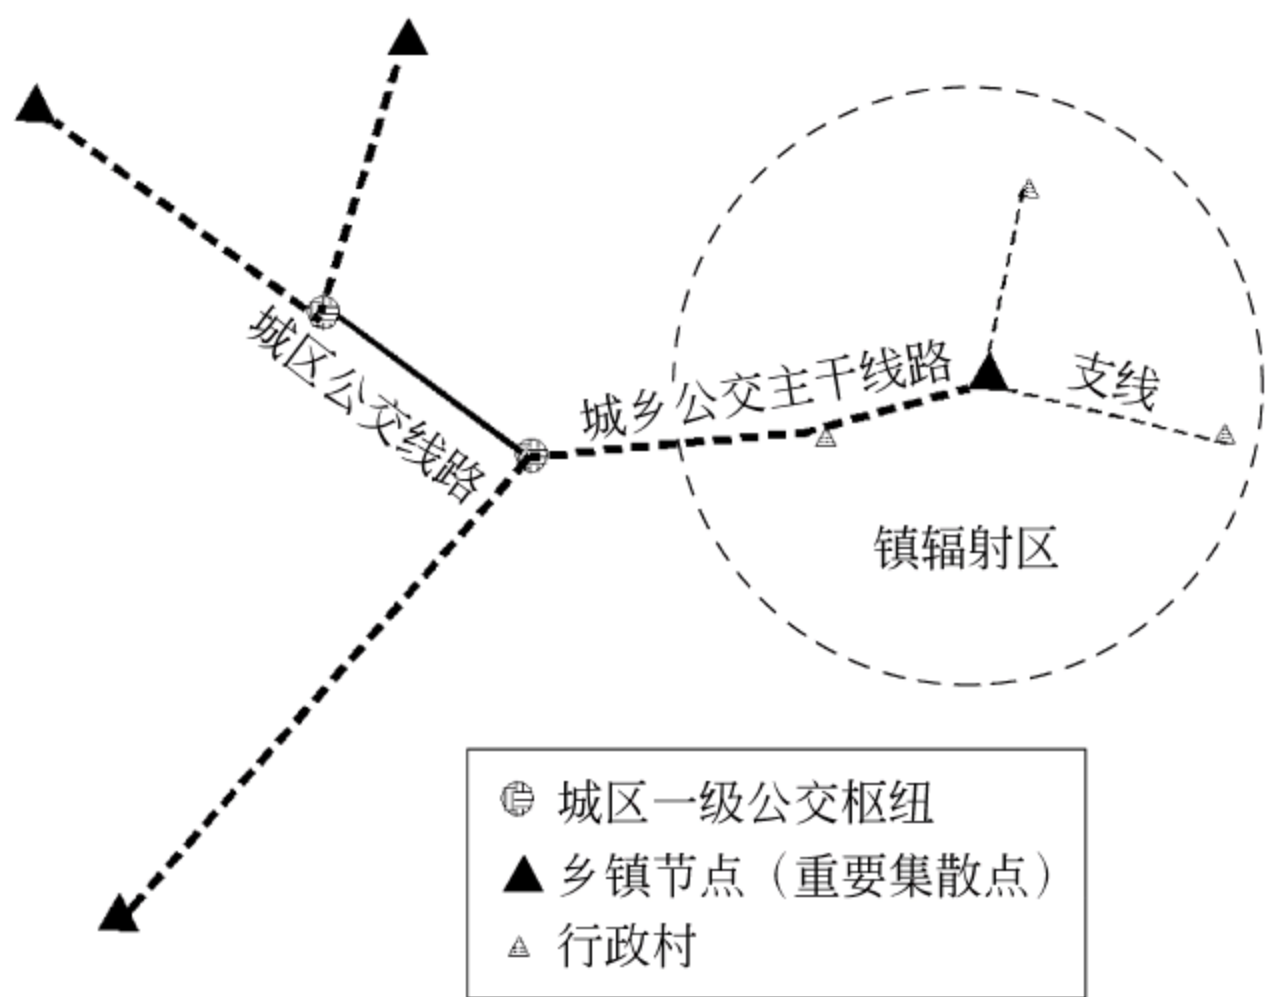 城区公交线路
城乡公交主干线路
支线
镇辐射区
城区一级公交枢纽
乡镇节点（重要集散点）
行政村